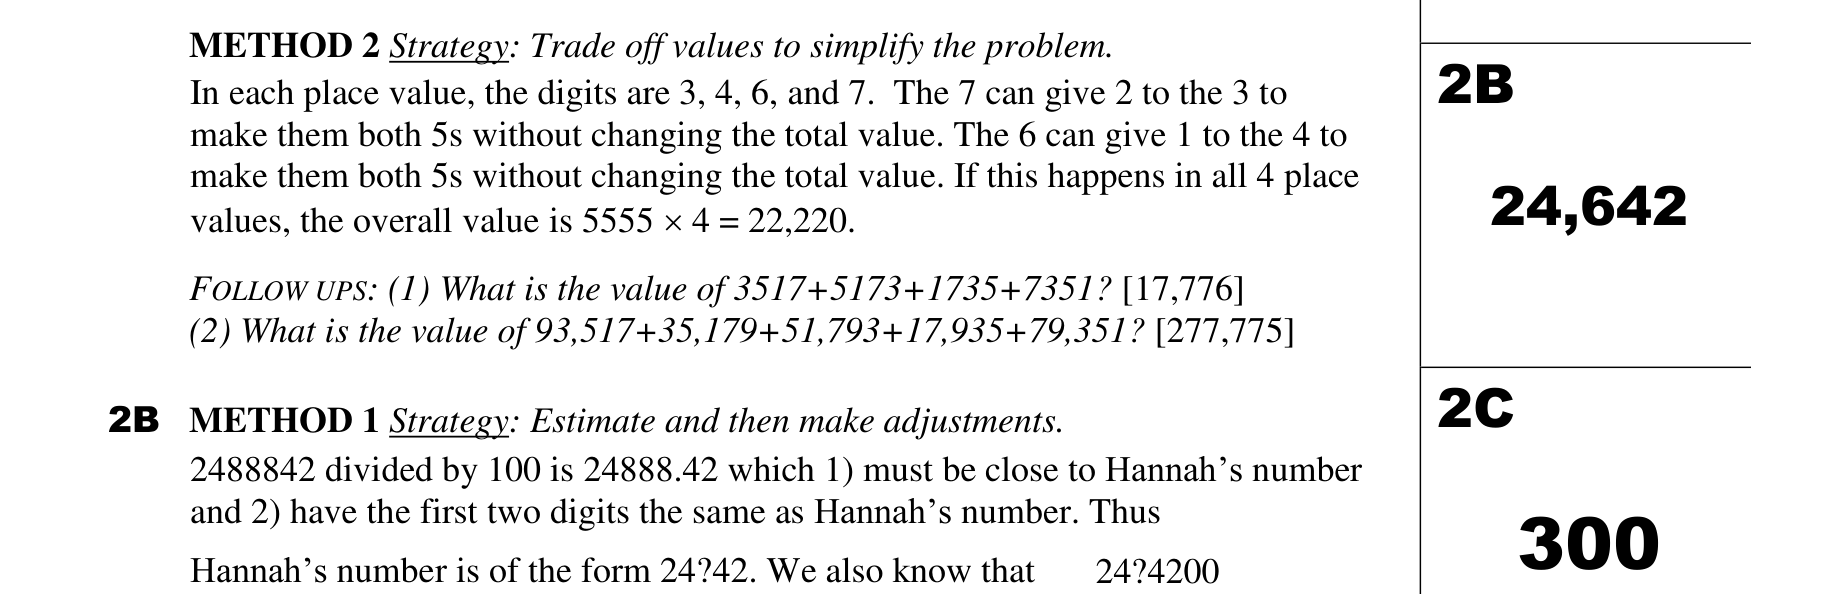 METHOD 2 Strategy: Trade off values to simplify the problem.
In each place value, the digits are 3, 4, 6, and 7.  The 7 can give 2 to the 3 to
make them both 5s without changing the total value. The 6 can give 1 to the 4 to
make them both 5s without changing the total value. If this happens in all 4 place
values, the overall value is 5555 × 4 = 22,220.
FOLLOW UPS: (1) What is the value of 3517+5173+1735+7351? [17,776]
(2) What is the value of 93,517+35,179+51,793+17,935+79,351? [277,775]
2B METHOD 1 Strategy: Estimate and then make adjustments.
2488842 divided by 100 is 24888.42 which 1) must be close to Hannah’s number
and 2) have the first two digits the same as Hannah’s number. Thus
Hannah’s number is of the form 24?42. We also know that 24?4200
2B
24,642
2C
300